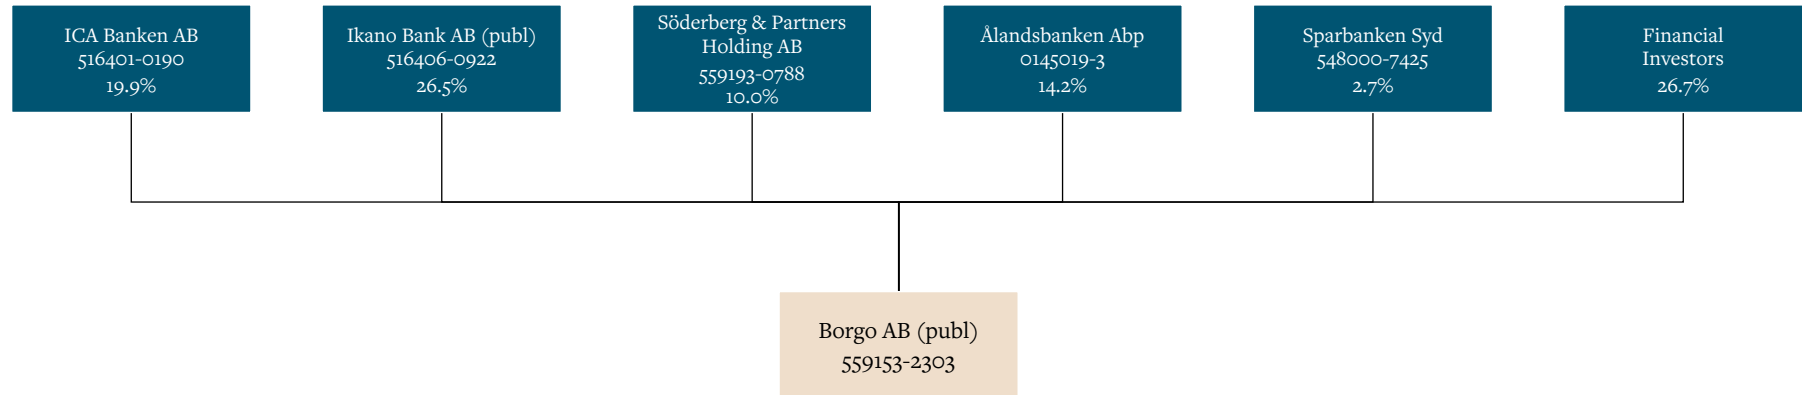 ICA Banken AB
516401-0190
19.9%
Ikano Bank AB (publ)
516406-0922
26.5%
Söderberg & Partners
Holding AB
559193-0788
10.0%
Ålandsbanken Abp
0145019-3
14.2%
Sparbanken Syd
548000-7425
2.7%
Financial
Investors
26.7%
Borgo AB (publ)
559153-2303